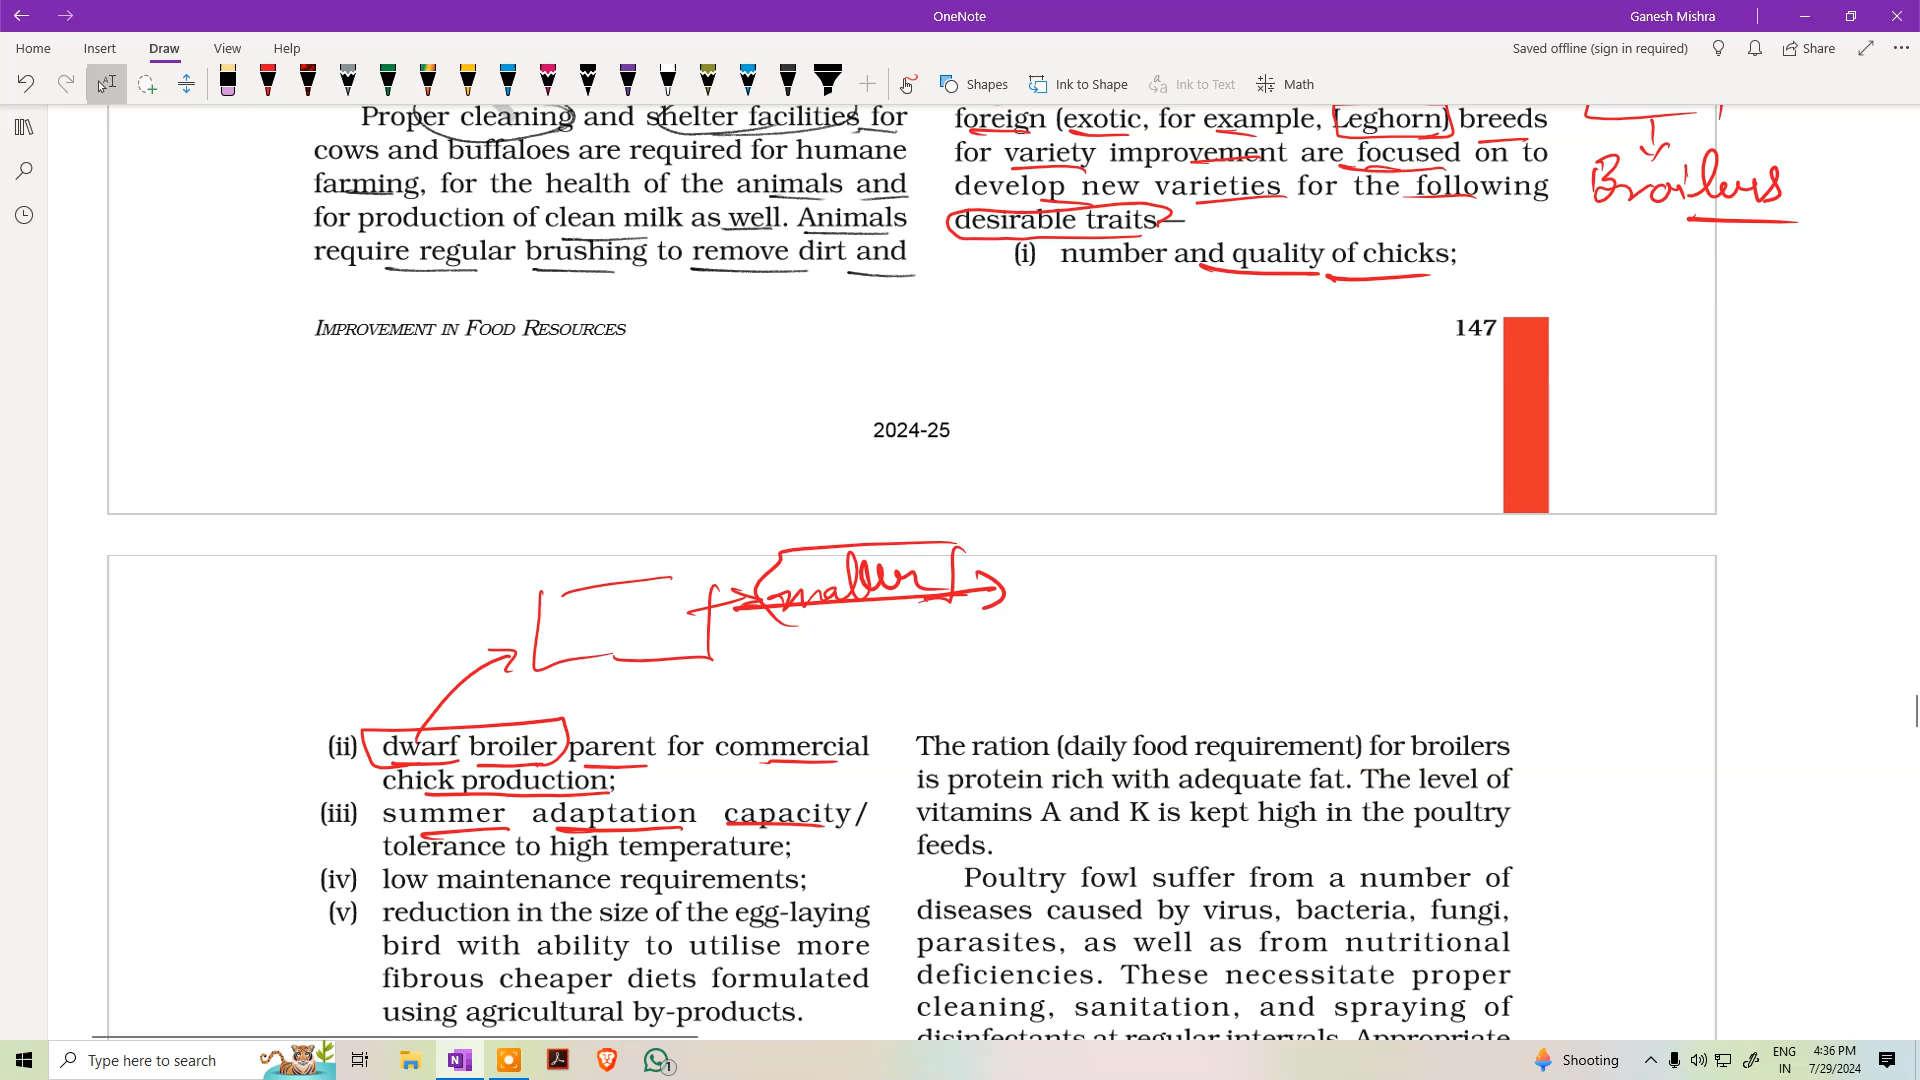 OneNote
Ganesh Mishra
Home Insert Draw View Help
Saved offline (sign in required) Share
Shapes Ink to Shape Ink to Text Math
Proper cleaning and shelter facilities for
cows and buffaloes are required for humane
farming, for the health of the animals and
for production of clean milk as well. Animals
require regular brushing to remove dirt and
foreign (exotic, for example, Leghorn) breeds
for variety improvement are focused on to
develop new varieties for the following
desirable traits—
(i) number and quality of chicks;
Broilers
IMPROVEMENT IN FOOD RESOURCES
147
2024-25
smaller
(ii) dwarf broiler parent for commercial
chick production;
(iii) summer adaptation capacity/
tolerance to high temperature;
(iv) low maintenance requirements;
(v) reduction in the size of the egg-laying
bird with ability to utilise more
fibrous cheaper diets formulated
using agricultural by-products.
The ration (daily food requirement) for broilers
is protein rich with adequate fat. The level of
vitamins A and K is kept high in the poultry
feeds.
Poultry fowl suffer from a number of
diseases caused by virus, bacteria, fungi,
parasites, as well as from nutritional
deficiencies. These necessitate proper
cleaning, sanitation, and spraying of
disinfectants at regular intervals. Appropriate
Type here to search
Shooting
ENG
IN
4:36 PM
7/29/2024